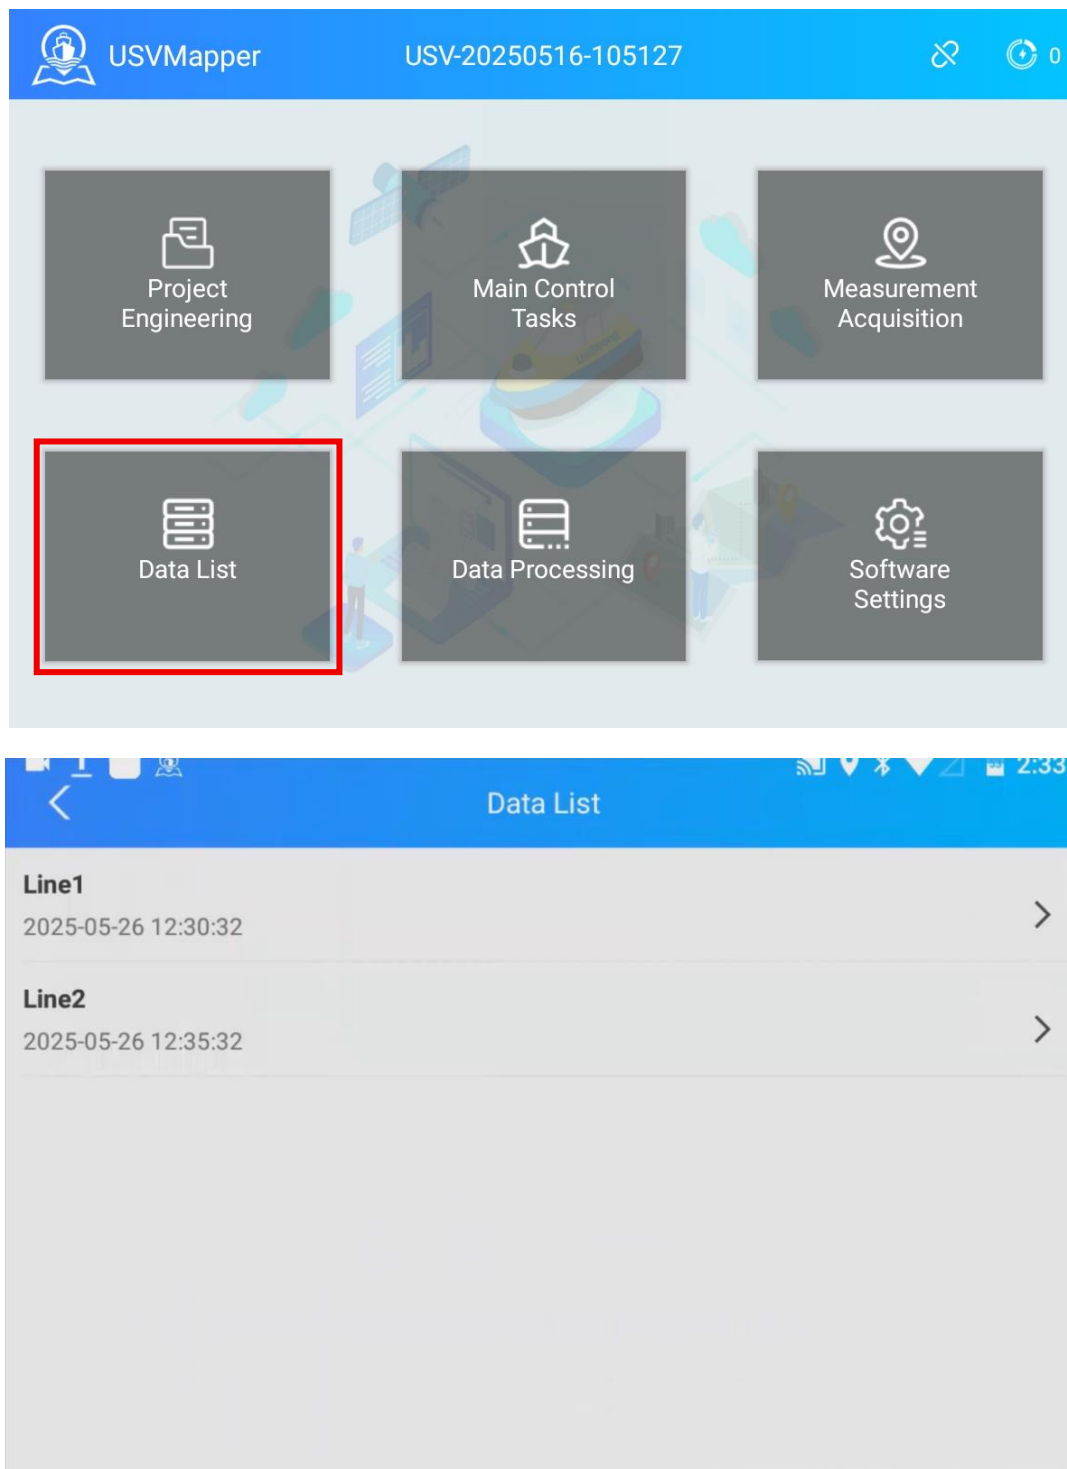 USVMapper
USV-20250516-105127
0
Project
Engineering
Main Control
Tasks
Measurement
Acquisition
Data List
Data Processing
Software
Settings
2:33
Data List
Line1
2025-05-26 12:30:32
Line2
2025-05-26 12:35:32